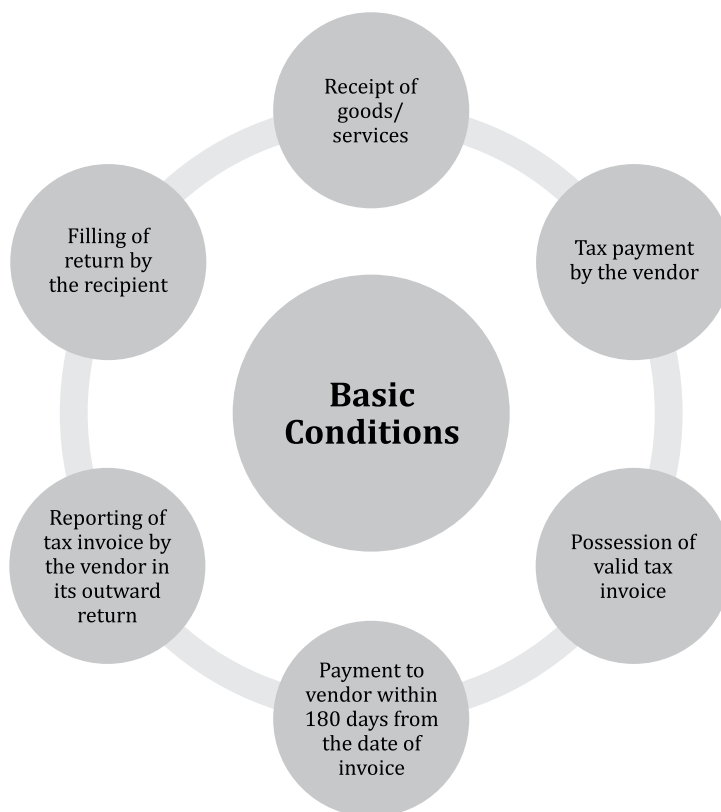 Receipt of
goods/
services
Tax payment
by the vendor
Possession of
valid tax
invoice
Payment to
vendor within
180 days from
the date of
invoice
Reporting of
tax invoice by
the vendor in
its outward
return
Filling of
return by
the recipient
Basic
Conditions